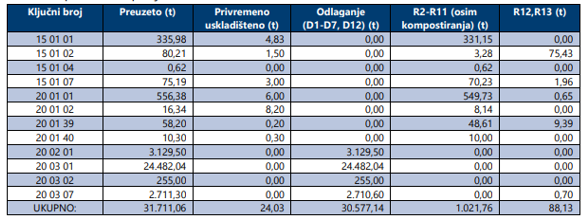 Ključni broj Preuzeto (t) Privremeno uskladišteno (t) Odlaganje (D1-D7, D12) (t) R2-R11 (osim kompostiranja) (t) R12,R13 (t)
15 01 01 335,98 4,83 0,00 331,15 0,00
15 01 02 80,21 1,50 0,00 3,28 75,43
15 01 04 0,62 0,00 0,00 0,62 0,00
15 01 07 75,19 3,00 0,00 70,23 1,96
20 01 01 556,38 6,00 0,00 549,73 0,65
20 01 02 16,34 8,20 0,00 8,14 0,00
20 01 39 58,20 0,20 0,00 48,61 9,39
20 01 40 10,30 0,30 0,00 10,00 0,00
20 02 01 3.129,50 0,00 3.129,50 0,00 0,00
20 03 01 24.482,04 0,00 24.482,04 0,00 0,00
20 03 02 255,00 0,00 255,00 0,00 0,00
20 03 07 2.711,30 0,00 2.710,60 0,00 0,70
UKUPNO: 31.711,06 24,03 30.577,14 1.021,76 88,13